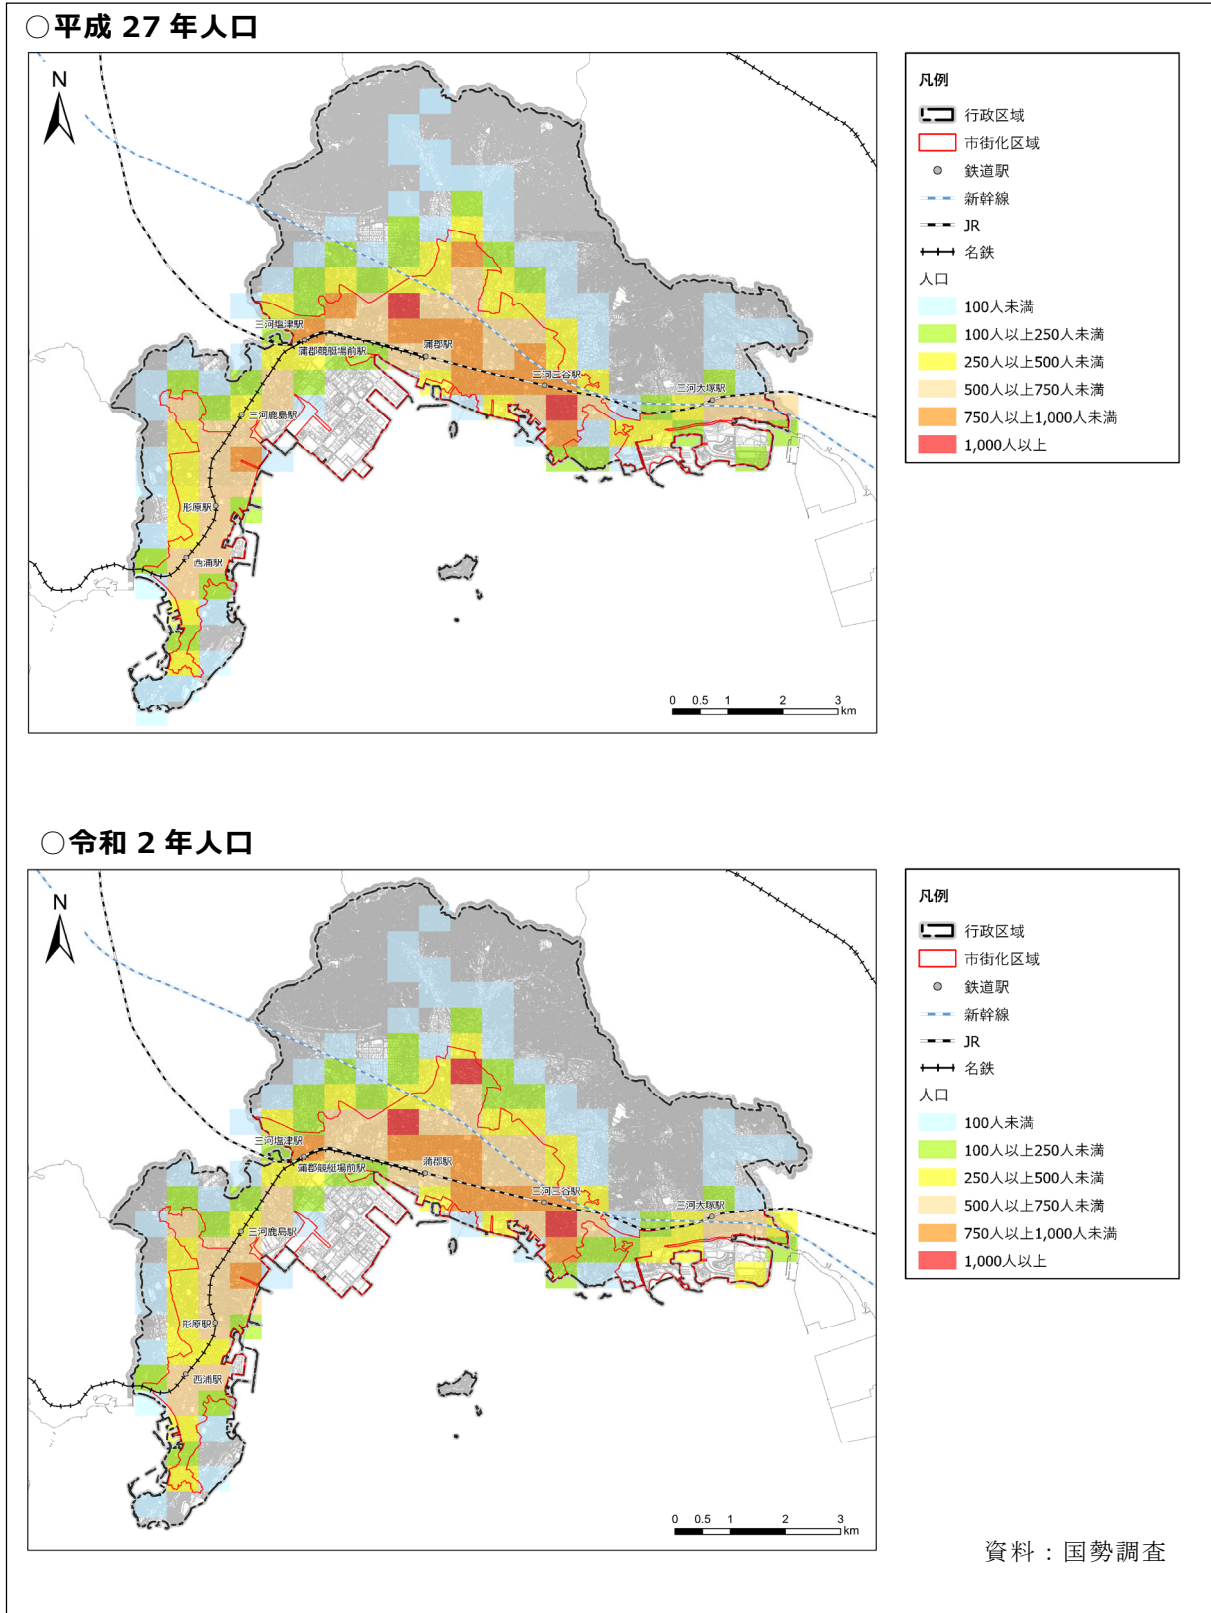 ○平成 27 年人口
N
三河塩津駅
蒲郡競艇場前駅
蒲郡駅
三河三谷駅
三河大塚駅
三河鹿島駅
形原駅
西浦駅
0 0.5 1 2 3
km
凡例
行政区域
市街化区域
鉄道駅
新幹線
JR
名鉄
人口
100人未満
100人以上250人未満
250人以上500人未満
500人以上750人未満
750人以上1,000人未満
1,000人以上
○令和 2 年人口
N
三河塩津駅
蒲郡競艇場前駅
蒲郡駅
三河三谷駅
三河大塚駅
三河鹿島駅
形原駅
西浦駅
0 0.5 1 2 3
km
凡例
行政区域
市街化区域
鉄道駅
新幹線
JR
名鉄
人口
100人未満
100人以上250人未満
250人以上500人未満
500人以上750人未満
750人以上1,000人未満
1,000人以上
資料：国勢調査